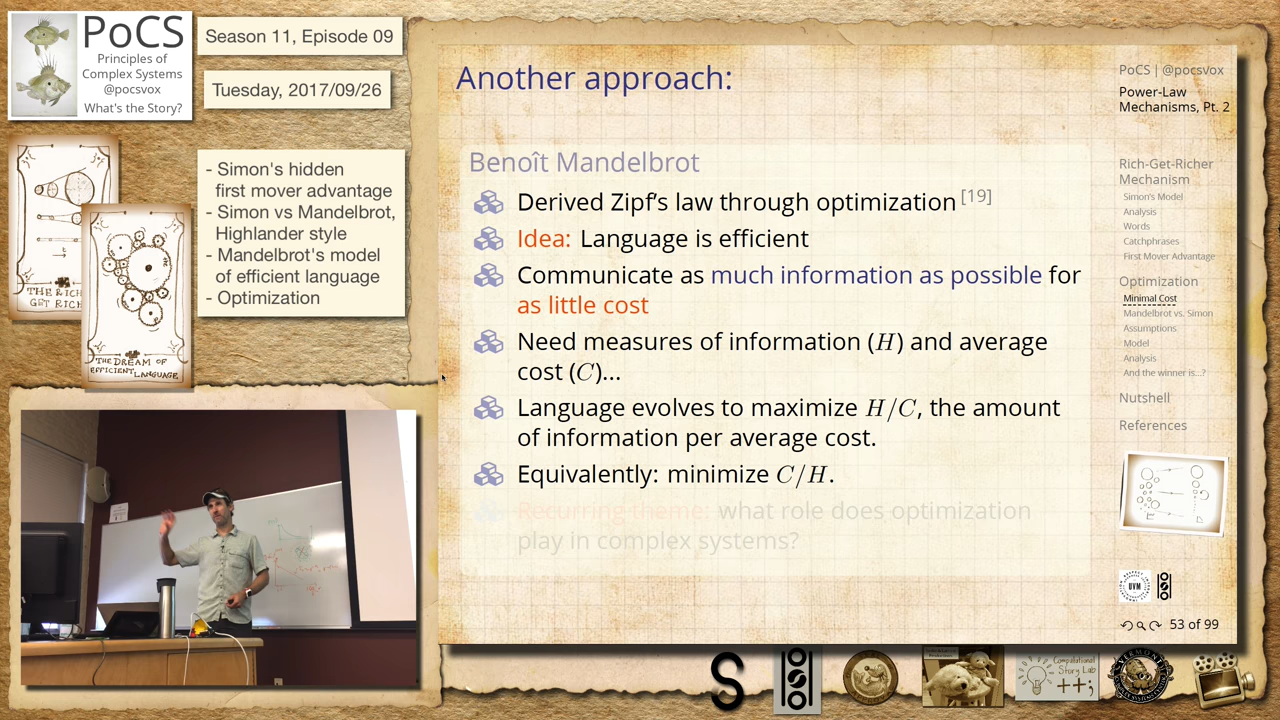 PoCS
Principles of
Complex Systems
@pocsvox
What's the Story?
Season 11, Episode 09
Tuesday, 2017/09/26
- Simon's hidden
first mover advantage
- Simon vs Mandelbrot,
Highlander style
- Mandelbrot's model
of efficient language
- Optimization
THE RICH
GET RICH
THE DREAM OF
EFFICIENT LANGUAGE
Another approach:
Benoît Mandelbrot
Derived Zipf's law through optimization [19]
Idea: Language is efficient
Communicate as much information as possible for
as little cost
Need measures of information (H) and average
cost (C)...
Language evolves to maximize H/C, the amount
of information per average cost.
Equivalently: minimize C/H.
Recurring theme: what role does optimization
play in complex systems?
PoCS | @pocsvox
Power-Law
Mechanisms, Pt. 2
Rich-Get-Richer
Mechanism
Simon's Model
Analysis
Words
Catchphrases
First Mover Advantage
Optimization
Minimal Cost
Mandelbrot vs. Simon
Assumptions
Model
Analysis
And the winner is...?
Nutshell
References
UVM
53 of 99
S
Computational
Story Lab
++;
VERMONT